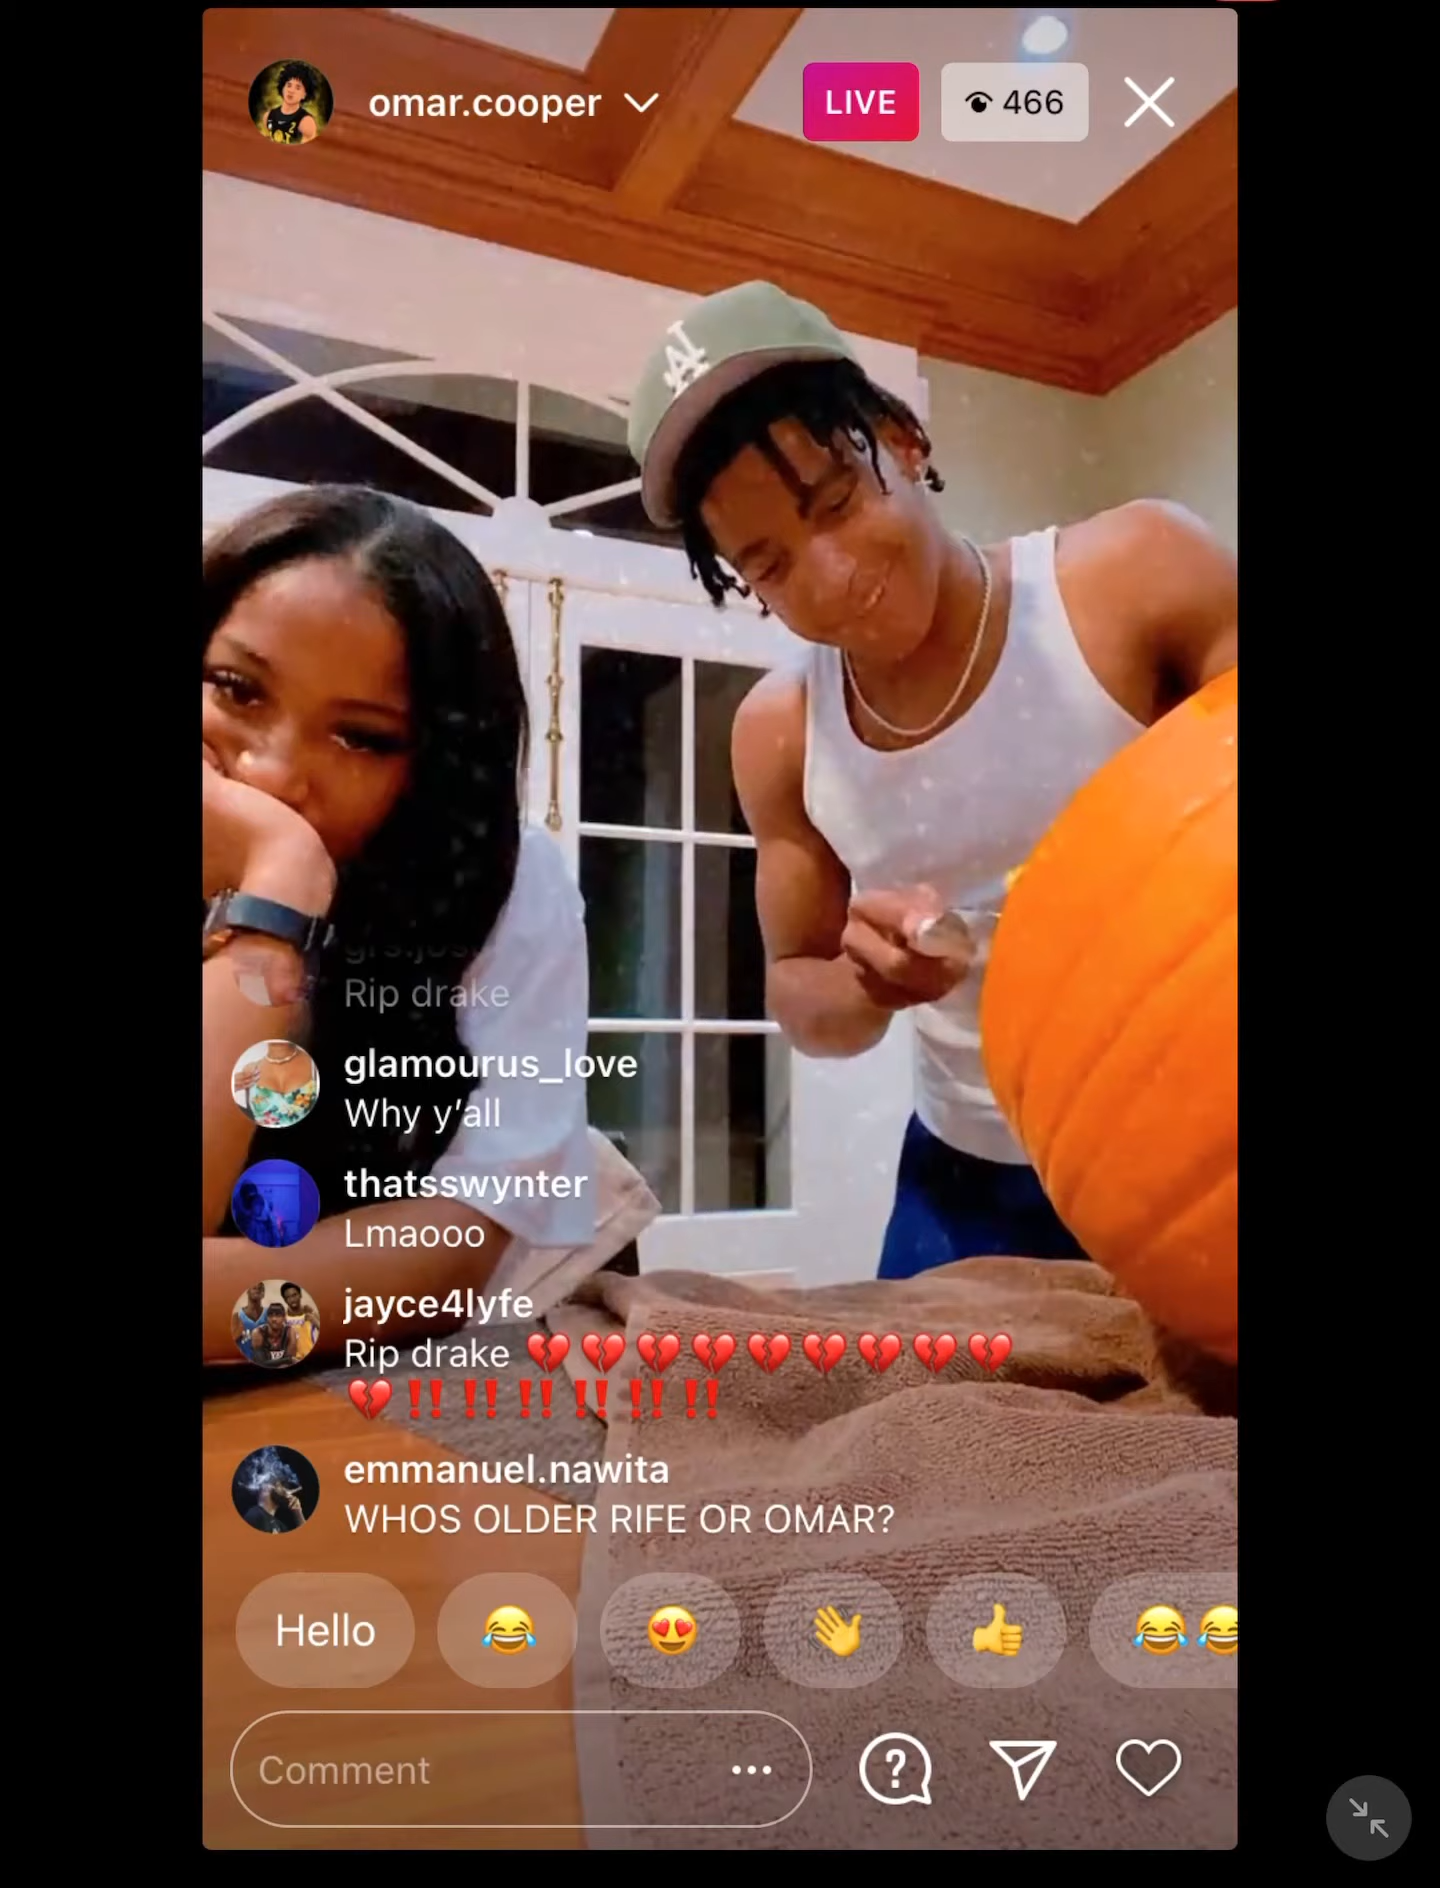 omar.cooper
LIVE
466
LA
Rip drake
glamourus_love
Why y’all
thatsswynter
Lmaooo
jayce4lyfe
Rip drake 💔💔💔💔💔💔💔💔💔
💔‼️‼️‼️‼️‼️‼️
emmanuel.nawita
WHOS OLDER RIFE OR OMAR?
Hello 😂 😍 👋 👍 😂😂
Comment